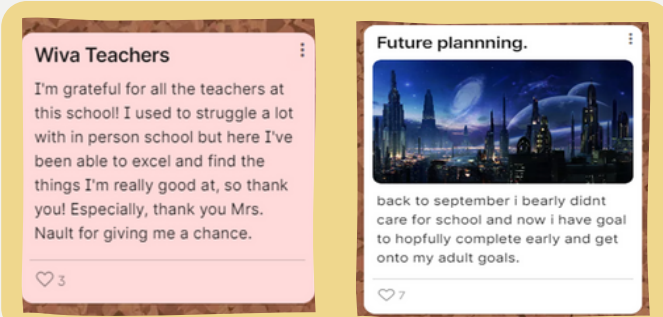 Wiva Teachers
I'm grateful for all the teachers at
this school! I used to struggle a lot
with in person school but here I've
been able to excel and find the
things I'm really good at, so thank
you! Especially, thank you Mrs.
Nault for giving me a chance.
3
Future plannning.
back to september i bearly didnt
care for school and now i have goal
to hopfully complete early and get
onto my adult goals.
7